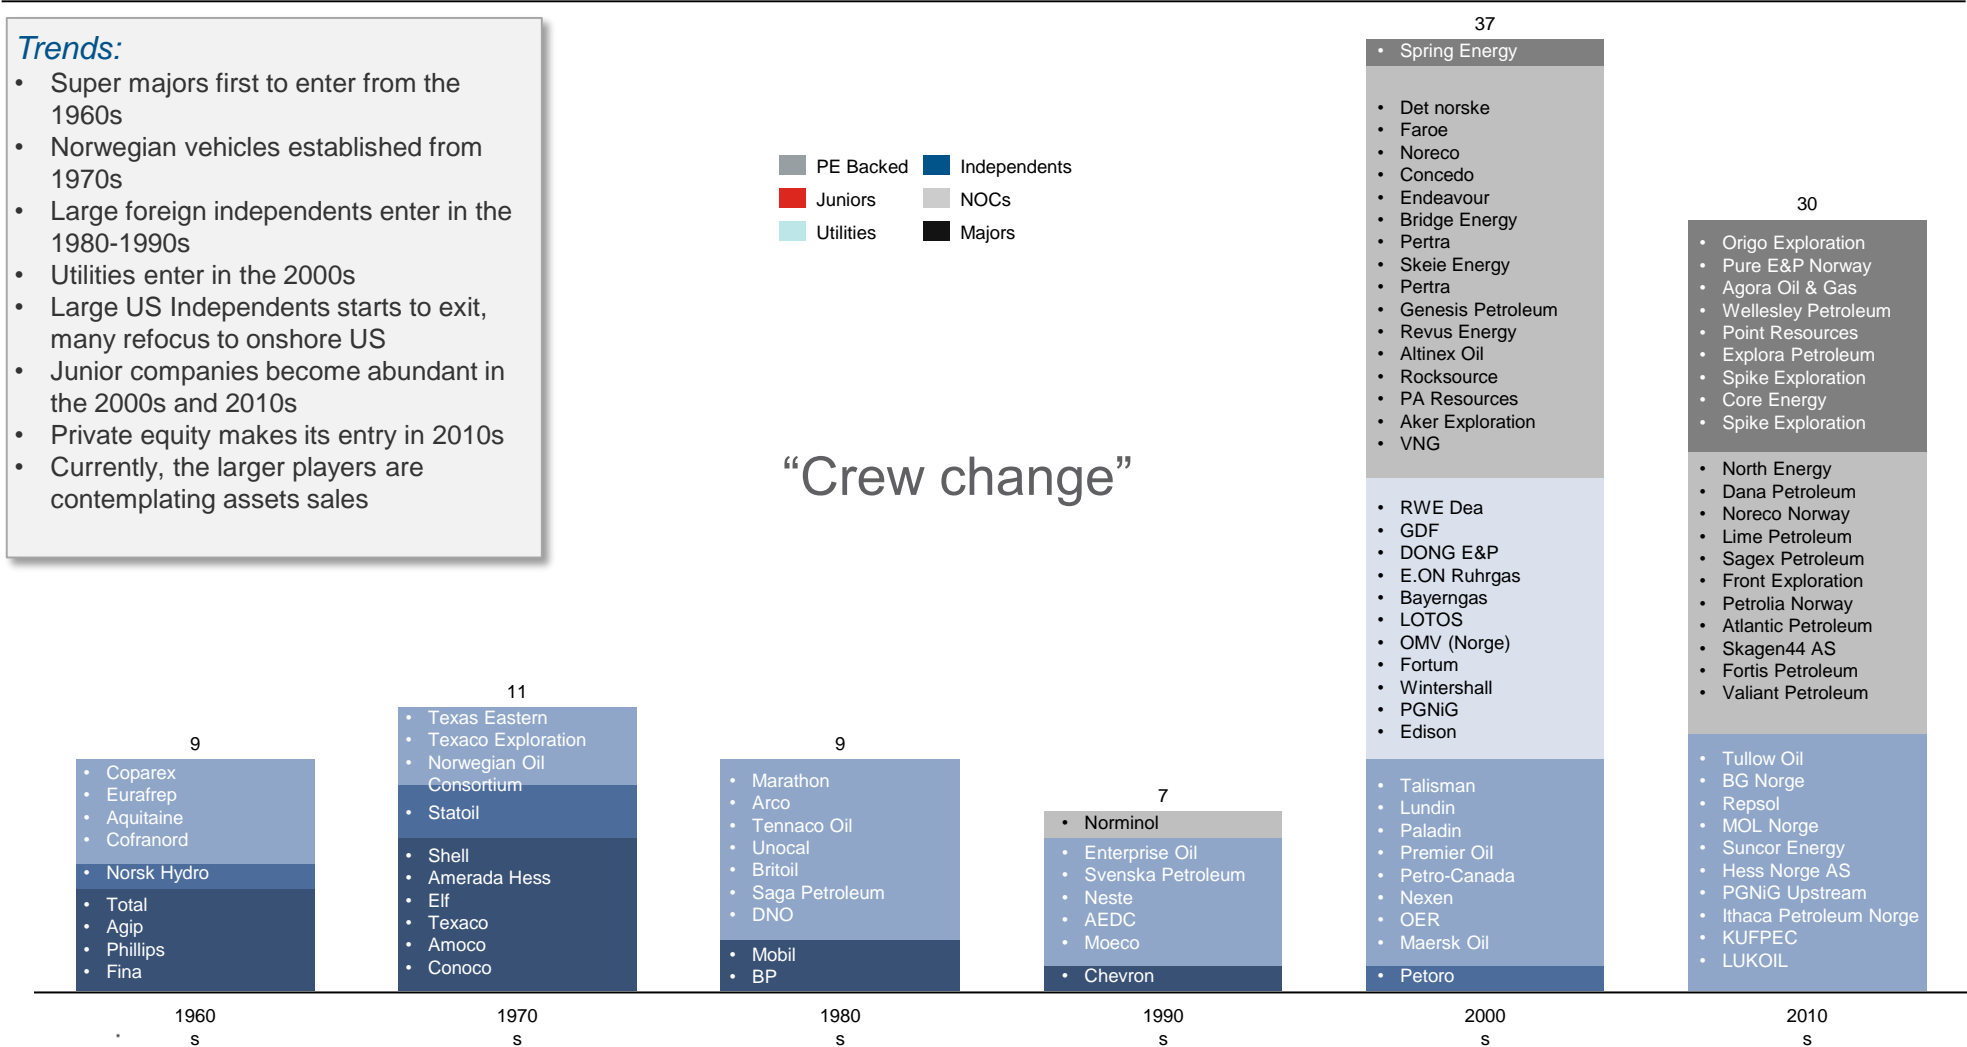 Trends:
• Super majors first to enter from the
1960s
• Norwegian vehicles established from
1970s
• Large foreign independents enter in the
1980-1990s
• Utilities enter in the 2000s
• Large US Independents starts to exit,
many refocus to onshore US
• Junior companies become abundant in
the 2000s and 2010s
• Private equity makes its entry in 2010s
• Currently, the larger players are
contemplating assets sales
PE Backed
Independents
Juniors
NOCs
Utilities
Majors
“Crew change”
9
• Coparex
• Eurafrep
• Aquitaine
• Cofranord
• Norsk Hydro
• Total
• Agip
• Phillips
• Fina
1960
s
11
• Texas Eastern
• Texaco Exploration
• Norwegian Oil
Consortium
• Statoil
• Shell
• Amerada Hess
• Elf
• Texaco
• Amoco
• Conoco
1970
s
9
• Marathon
• Arco
• Tennaco Oil
• Unocal
• Britoil
• Saga Petroleum
• DNO
• Mobil
• BP
1980
s
7
• Norminol
• Enterprise Oil
• Svenska Petroleum
• Neste
• AEDC
• Moeco
• Chevron
1990
s
37
• Spring Energy
• Det norske
• Faroe
• Noreco
• Concedo
• Endeavour
• Bridge Energy
• Pertra
• Skeie Energy
• Pertra
• Genesis Petroleum
• Revus Energy
• Altinex Oil
• Rocksource
• PA Resources
• Aker Exploration
• VNG
• RWE Dea
• GDF
• DONG E&P
• E.ON Ruhrgas
• Bayerngas
• LOTOS
• OMV (Norge)
• Fortum
• Wintershall
• PGNiG
• Edison
• Talisman
• Lundin
• Paladin
• Premier Oil
• Petro-Canada
• Nexen
• OER
• Maersk Oil
• Petoro
2000
s
30
• Origo Exploration
• Pure E&P Norway
• Agora Oil & Gas
• Wellesley Petroleum
• Point Resources
• Explora Petroleum
• Spike Exploration
• Core Energy
• Spike Exploration
• North Energy
• Dana Petroleum
• Noreco Norway
• Lime Petroleum
• Sagex Petroleum
• Front Exploration
• Petrolia Norway
• Atlantic Petroleum
• Skagen44 AS
• Fortis Petroleum
• Valiant Petroleum
• Tullow Oil
• BG Norge
• Repsol
• MOL Norge
• Suncor Energy
• Hess Norge AS
• PGNiG Upstream
• Ithaca Petroleum Norge
• KUFPEC
• LUKOIL
2010
s